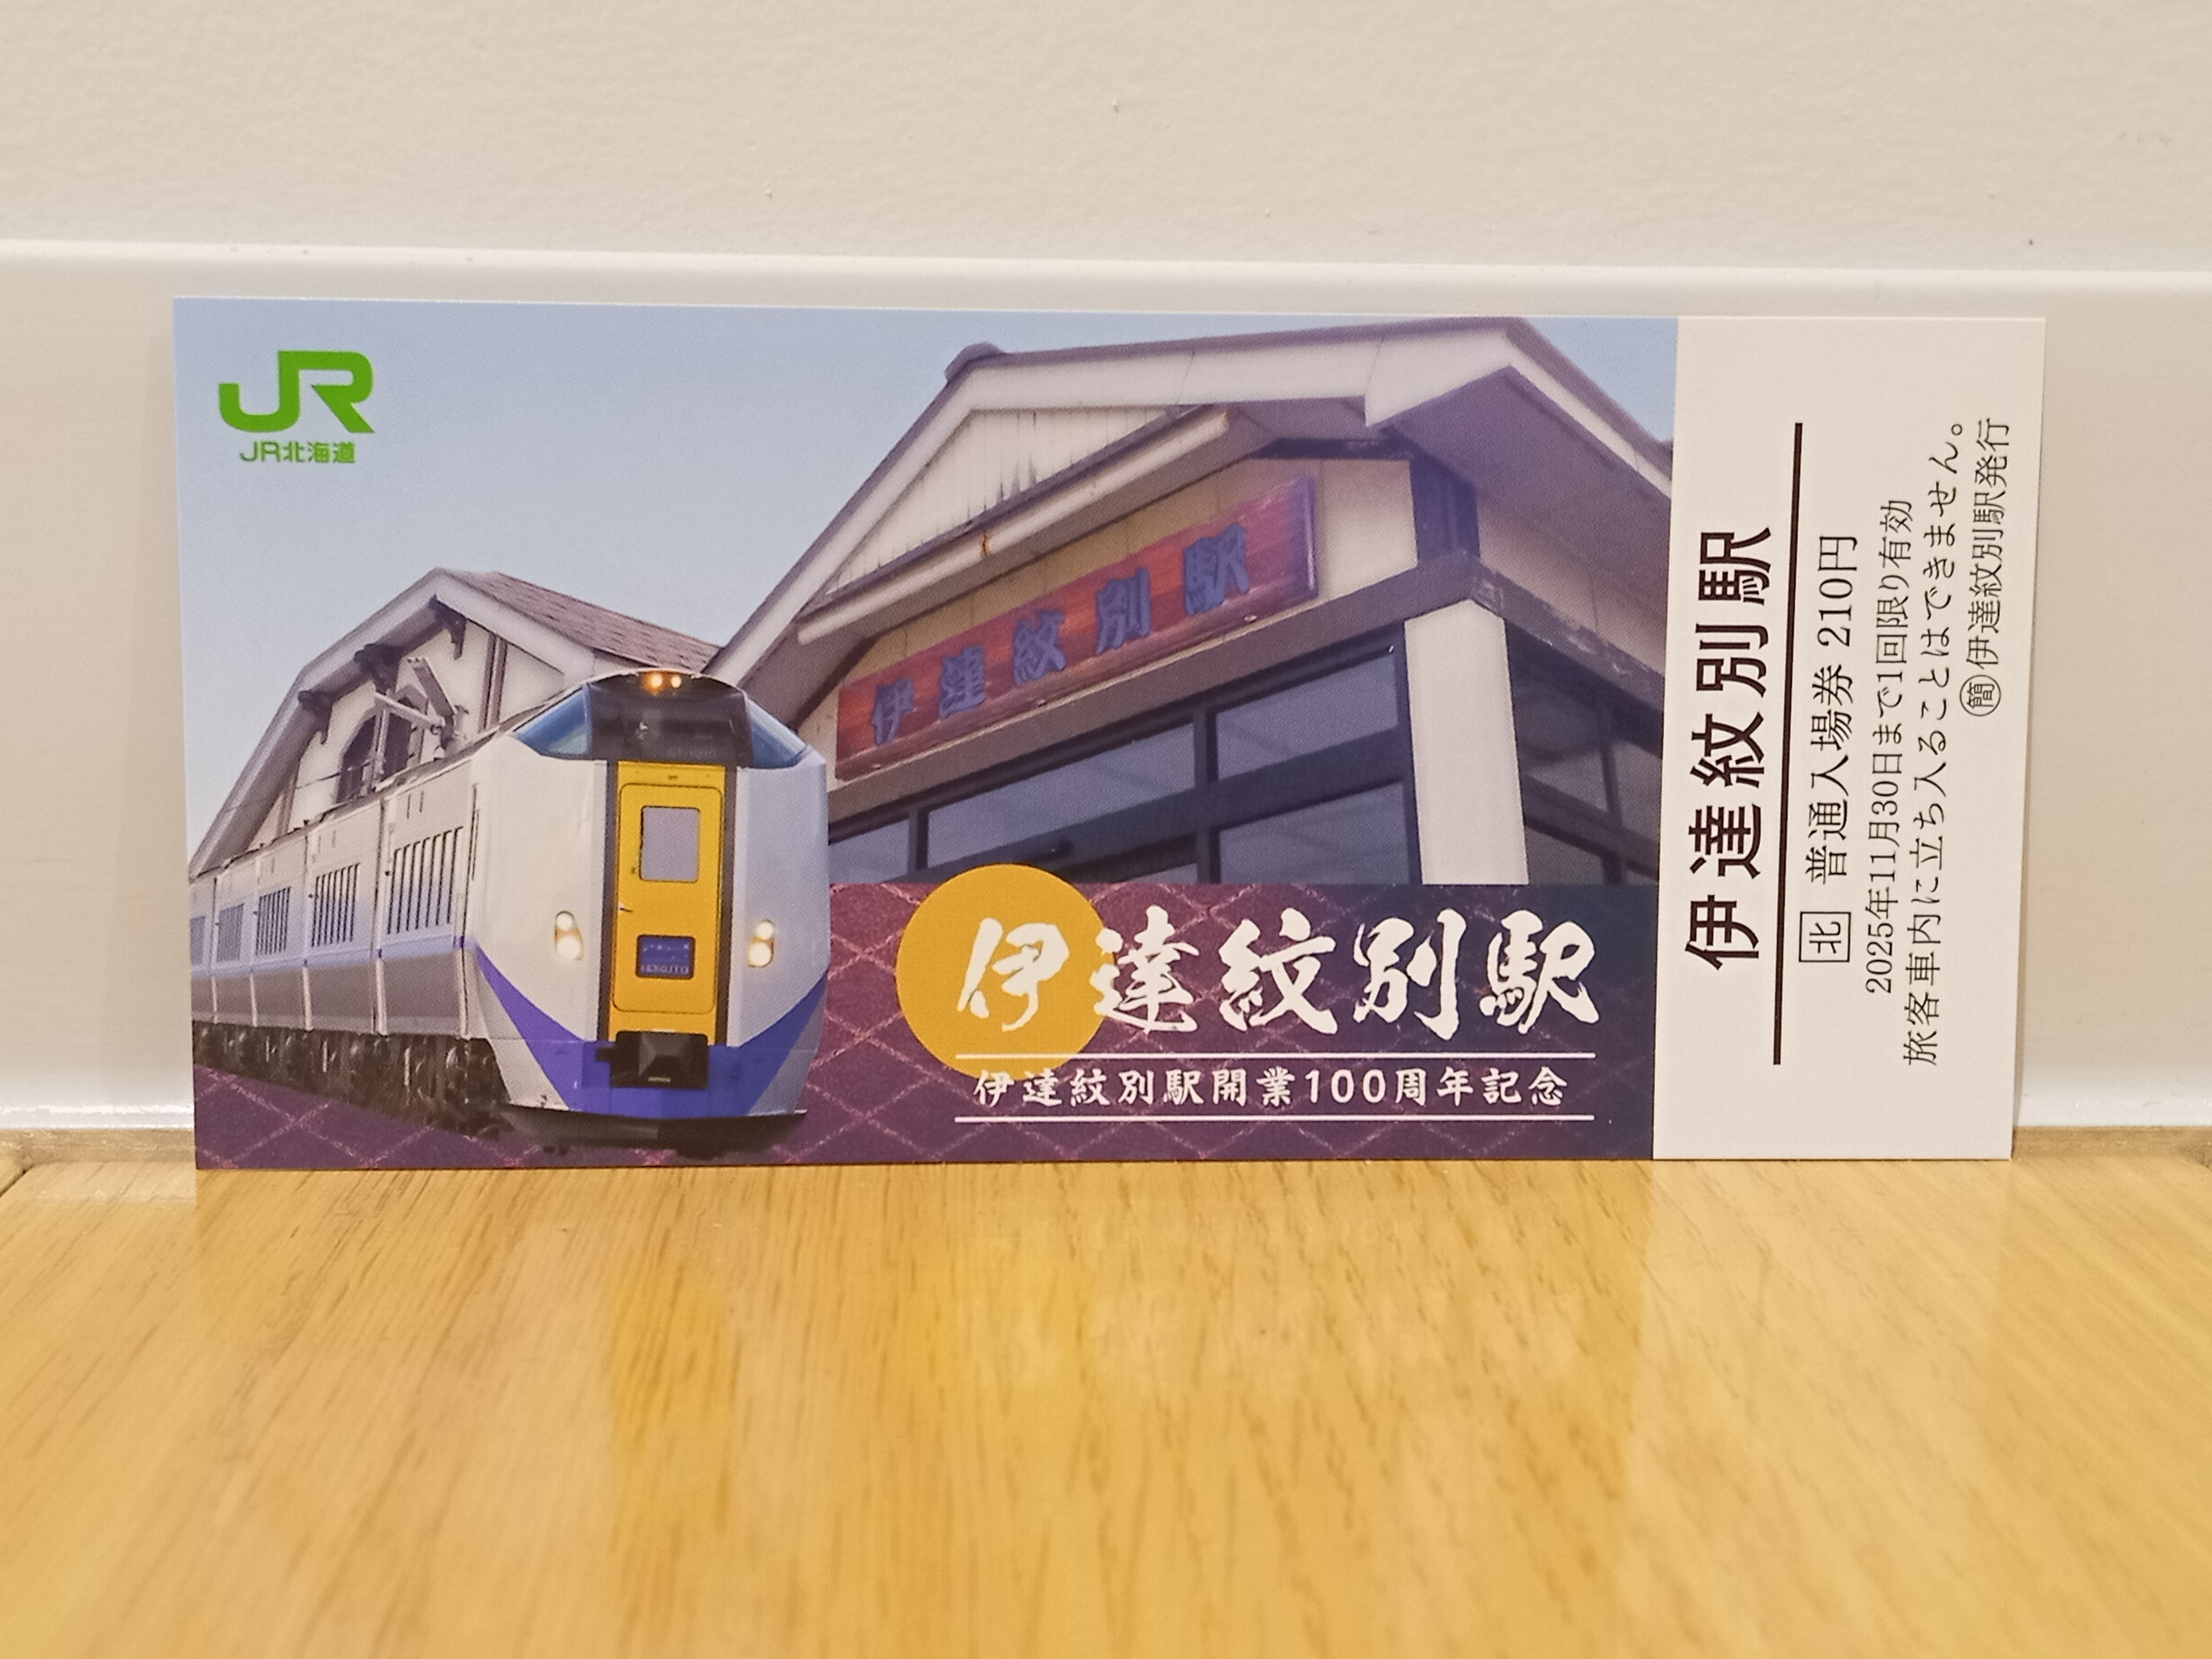 JR
JR北海道
伊達紋別駅
伊達紋別駅
伊達紋別駅開業100周年記念
伊達紋別駅
北 普通入場券 210円
2025年11月30日まで1回限り有効
旅客車内に立ち入ることはできません。
簡伊達紋別駅発行